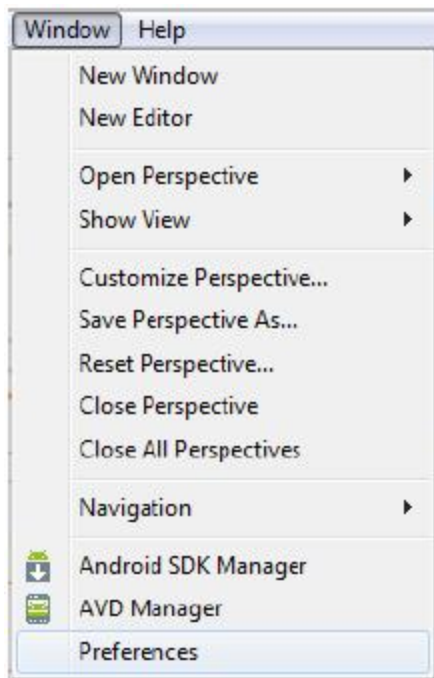 Window Help
New Window
New Editor
Open Perspective
Show View
Customize Perspective...
Save Perspective As...
Reset Perspective...
Close Perspective
Close All Perspectives
Navigation
Android SDK Manager
AVD Manager
Preferences